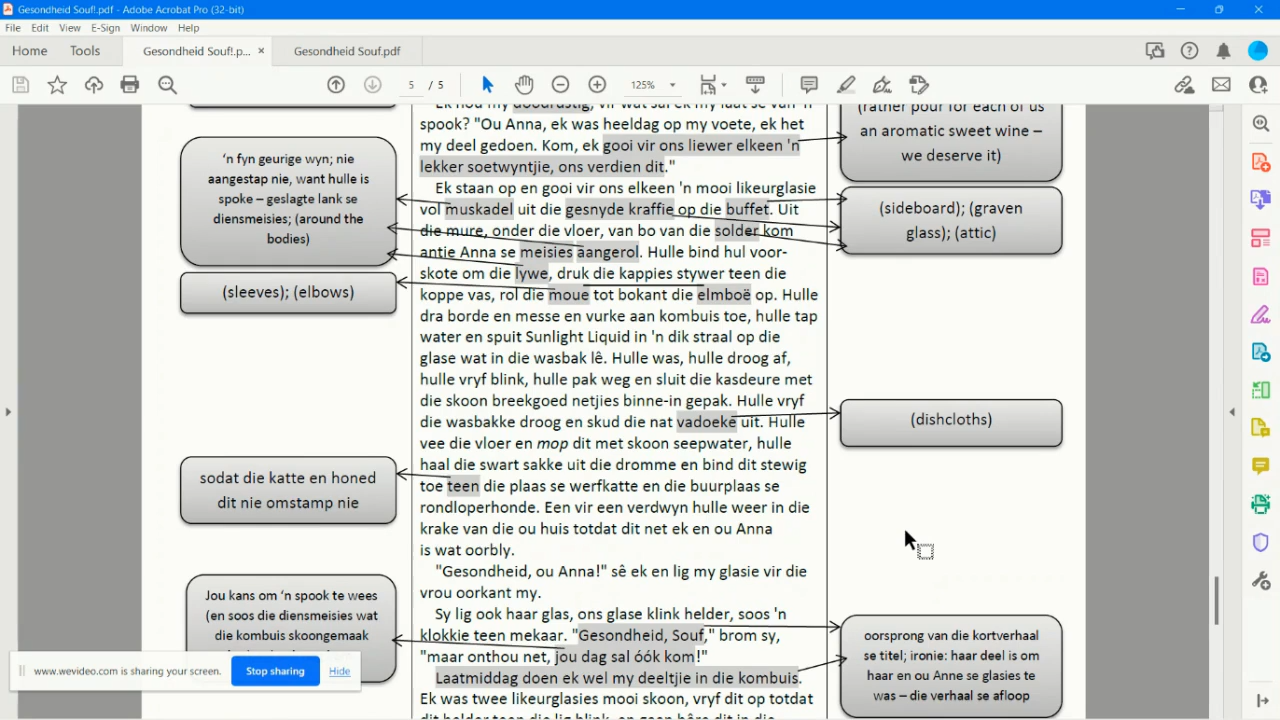 Gesondheid Souf!.pdf - Adobe Acrobat Pro (32-bit)
File Edit View E-Sign Window Help
Home Tools Gesondheid Souf!.p... × Gesondheid Souf.pdf
5 / 5 125%
spook? "Ou Anna, ek was heeldag op my voete, ek het
my deel gedoen. Kom, ek gooi vir ons liewer elkeen 'n
lekker soetwyntjie, ons verdien dit."
Ek staan op en gooi vir ons elkeen 'n mooi likeurglasie
vol muskadel uit die gesnyde kraffie op die buffet. Uit
die mure, onder die vloer, van bo van die solder kom
antie Anna se meisies aangerol. Hulle bind hul voor-
skote om die lywe, druk die kappies stywer teen die
koppe vas, rol die moue tot bokant die elmboë op. Hulle
dra borde en messe en vurke aan kombuis toe, hulle tap
water en spuit Sunlight Liquid in 'n dik straal op die
glase wat in die wasbak lê. Hulle was, hulle droog af,
hulle vryf blink, hulle pak weg en sluit die kasdeure met
die skoon breekgoed netjies binne-in gepak. Hulle vryf
die wasbakke droog en skud die nat vadoeke uit. Hulle
vee die vloer en mop dit met skoon seepwater, hulle
haal die swart sakke uit die dromme en bind dit stewig
toe teen die plaas se werfkatte en die buurplaas se
rondloperhonde. Een vir een verdwyn hulle weer in die
krake van die ou huis totdat dit net ek en ou Anna
is wat oorbly.
"Gesondheid, ou Anna!" sê ek en lig my glasie vir die
vrou oorkant my.
Sy lig ook haar glas, ons glase klink helder, soos 'n
klokkie teen mekaar. "Gesondheid, Souf," brom sy,
"maar onthou net, jou dag sal óók kom!"
Laatmiddag doen ek wel my deeltjie in die kombuis.
Ek was twee likeurglasies mooi skoon, vryf dit op totdat
'n fyn geurige wyn; nie
aangestap nie, want hulle is
spoke – geslagte lank se
diensmeisies; (around the
bodies)
(sleeves); (elbows)
sodat die katte en honed
dit nie omstamp nie
Jou kans om 'n spook te wees
(en soos die diensmeisies wat
die kombuis skoongemaak
(rather pour for each of us
an aromatic sweet wine –
we deserve it)
(sideboard); (graven
glass); (attic)
(dishcloths)
oorsprong van die kortverhaal
se titel; ironie: haar deel is om
haar en ou Anne se glasies te
was – die verhaal se afloop
www.wevideo.com is sharing your screen. Stop sharing Hide